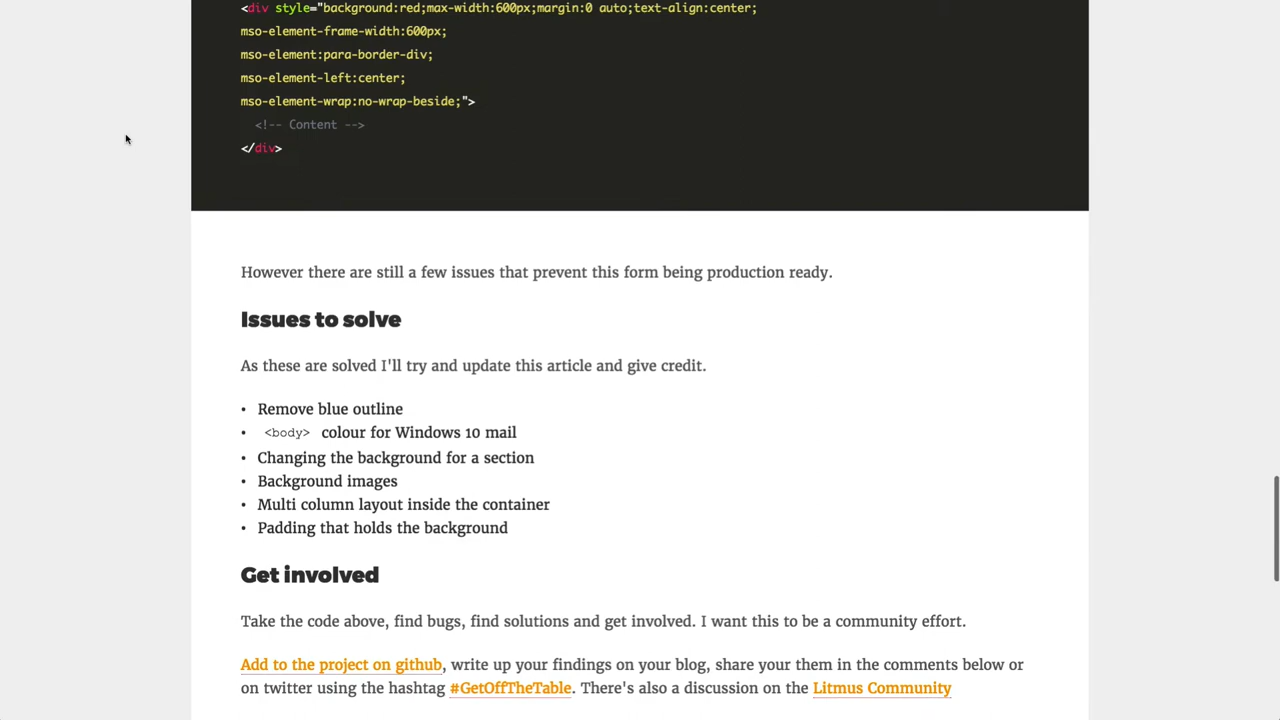 <div style="background:red;max-width:600px;margin:0 auto;text-align:center;
mso-element-frame-width:600px;
mso-element:para-border-div;
mso-element-left:center;
mso-element-wrap:no-wrap-beside;">
<!-- Content -->
</div>
However there are still a few issues that prevent this form being production ready.
Issues to solve
As these are solved I'll try and update this article and give credit.
• Remove blue outline
• <body> colour for Windows 10 mail
• Changing the background for a section
• Background images
• Multi column layout inside the container
• Padding that holds the background
Get involved
Take the code above, find bugs, find solutions and get involved. I want this to be a community effort.
Add to the project on github, write up your findings on your blog, share your them in the comments below or
on twitter using the hashtag #GetOffTheTable. There's also a discussion on the Litmus Community